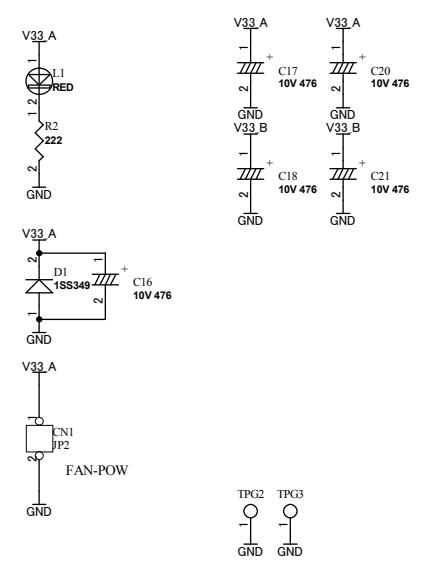 V33_A
1
L1
RED
2
1
R2
222
2
GND
V33_A
1
+
C17
10V 476
2
GND
V33_A
1
+
C20
10V 476
2
GND
V33_B
1
+
C18
10V 476
2
GND
V33_B
1
+
C21
10V 476
2
GND
V33_A
2
D1
1SS349
1
1
+
C16
10V 476
2
GND
V33_A
1
CN1
JP2
2
FAN-POW
GND
TPG2
1
GND
TPG3
1
GND